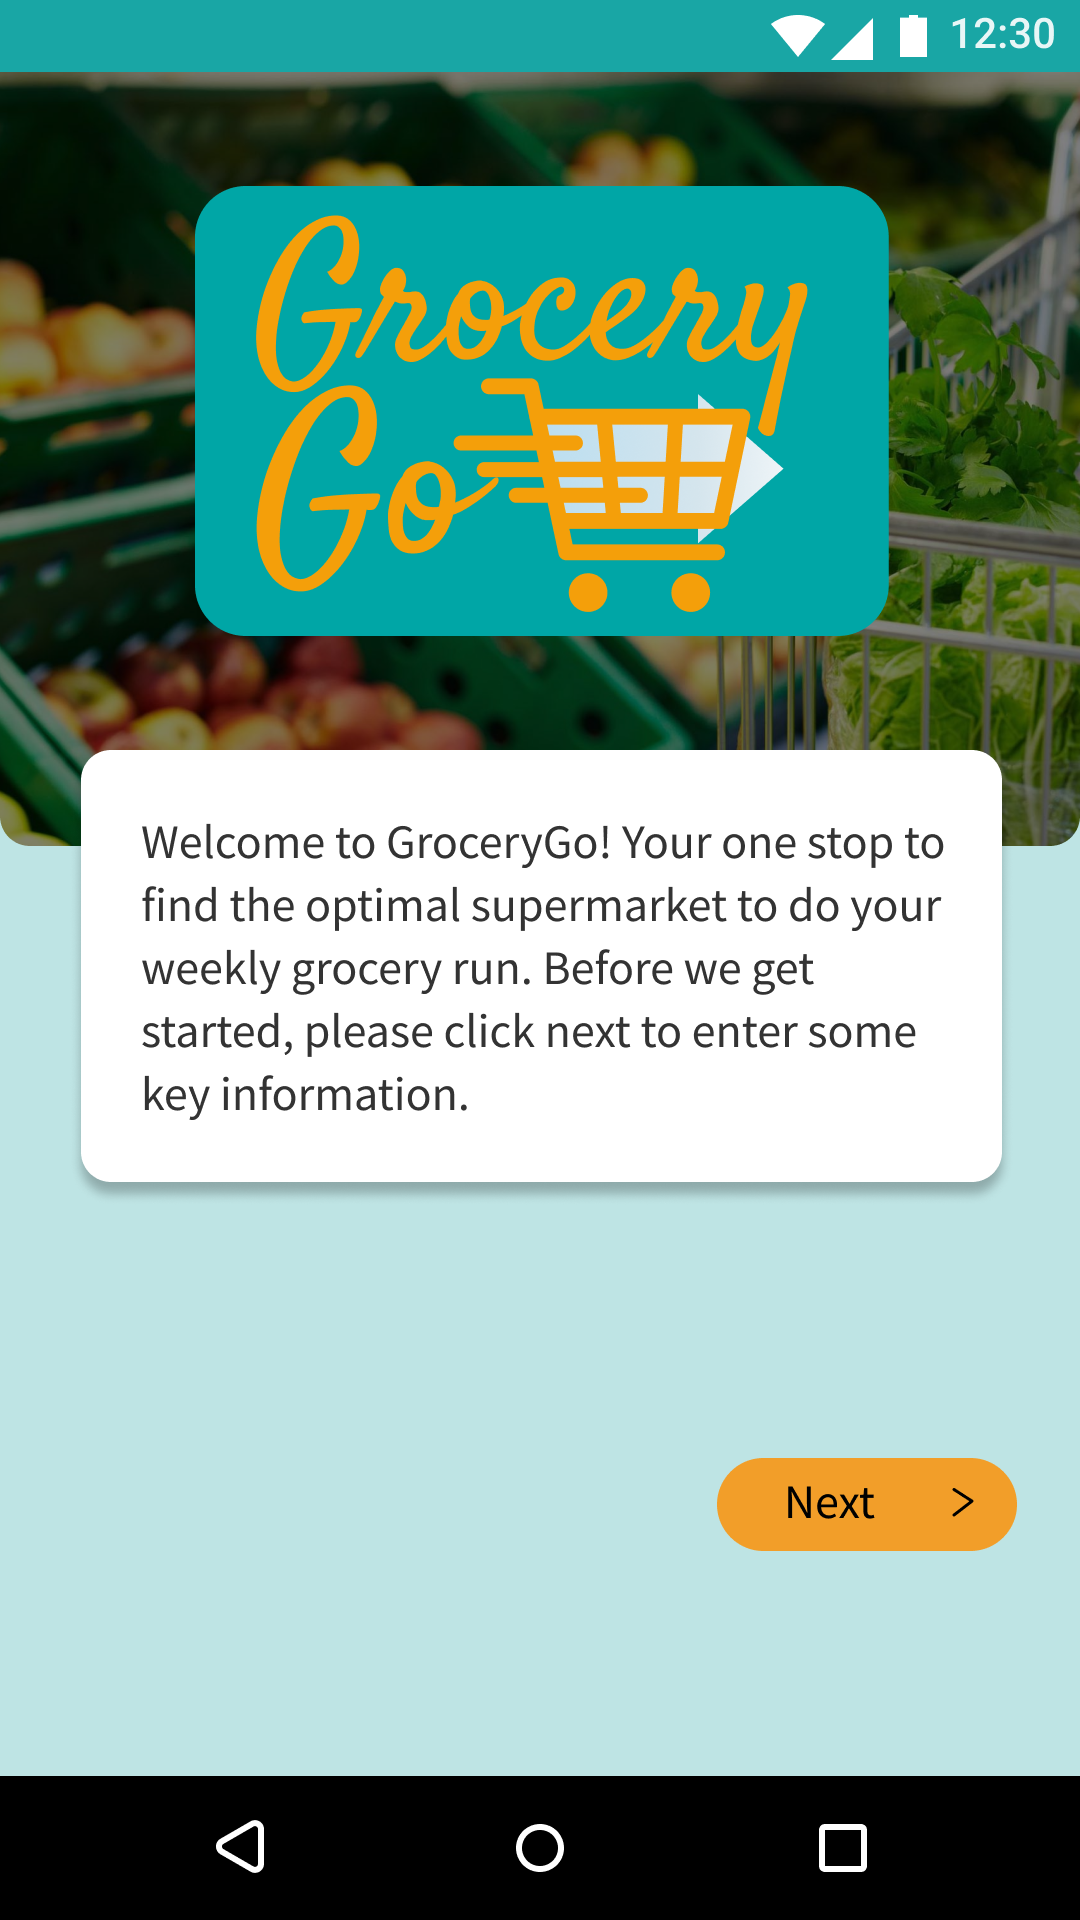 12:30
Grocery
Go
Welcome to GroceryGo! Your one stop to
find the optimal supermarket to do your
weekly grocery run. Before we get
started, please click next to enter some
key information.
Next >